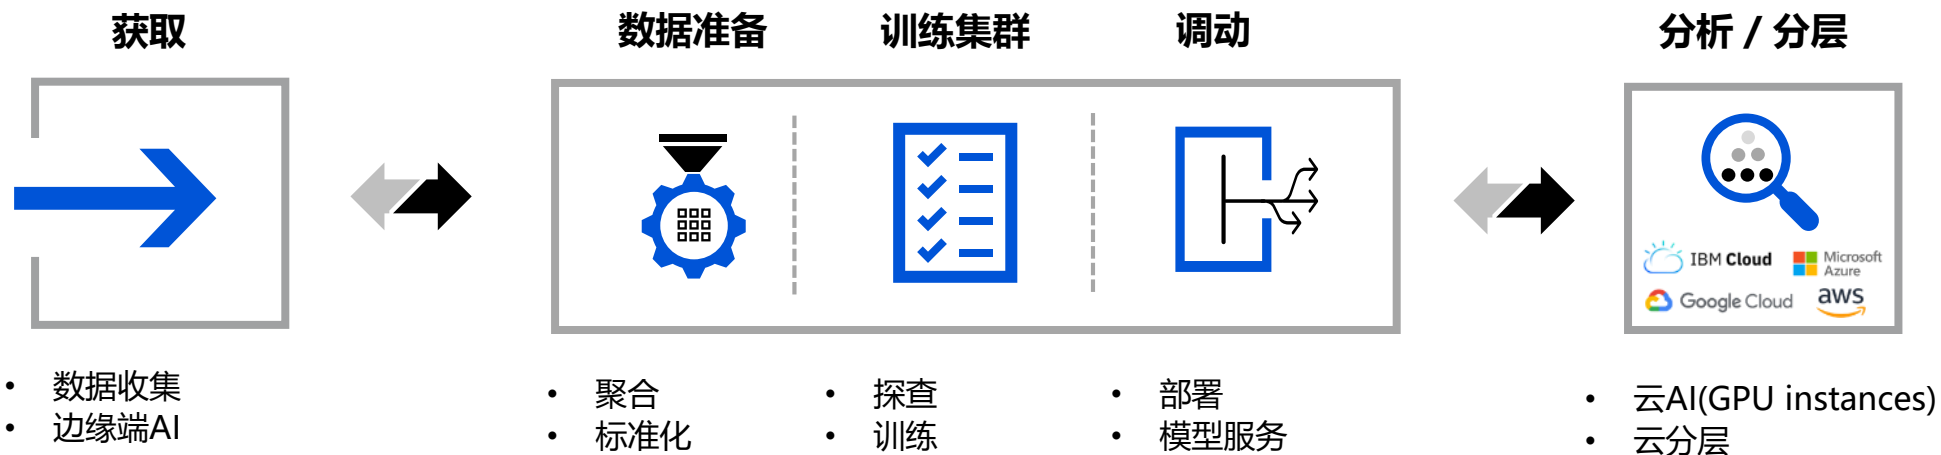 获取
数据准备
训练集群
调动
分析 / 分层
IBM Cloud
Microsoft
Azure
Google Cloud
aws
• 数据收集
• 边缘端AI
• 聚合
• 标准化
• 探查
• 训练
• 部署
• 模型服务
• 云AI(GPU instances)
• 云分层